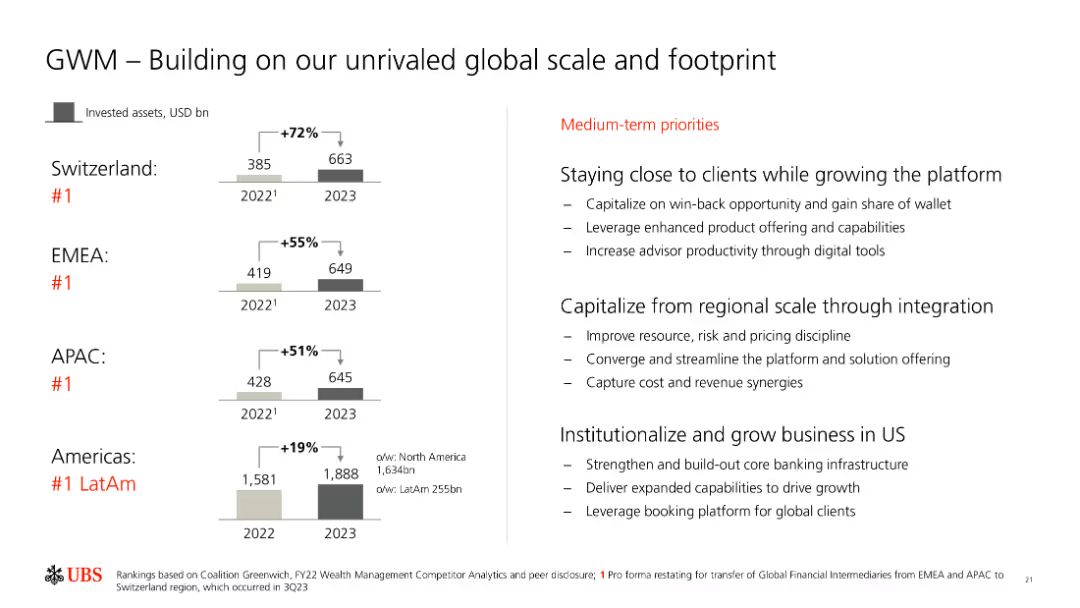 GWM – Building on our unrivaled global scale and footprint
Invested assets, USD bn
Switzerland:
#1
+72%
385
663
2022¹
2023
EMEA:
#1
+55%
419
649
2022¹
2023
APAC:
#1
+51%
428
645
2022¹
2023
Americas:
#1 LatAm
+19%
1,581
1,888
2022
2023
o/w: North America
1,634bn
o/w: LatAm 255bn
Medium-term priorities
Staying close to clients while growing the platform
– Capitalize on win-back opportunity and gain share of wallet
– Leverage enhanced product offering and capabilities
– Increase advisor productivity through digital tools
Capitalize from regional scale through integration
– Improve resource, risk and pricing discipline
– Converge and streamline the platform and solution offering
– Capture cost and revenue synergies
Institutionalize and grow business in US
– Strengthen and build-out core banking infrastructure
– Deliver expanded capabilities to drive growth
– Leverage booking platform for global clients
UBS
Rankings based on Coalition Greenwich, FY22 Wealth Management Competitor Analytics and peer disclosure; 1 Pro forma restating for transfer of Global Financial Intermediaries from EMEA and APAC to
Switzerland region, which occurred in 3Q23
21